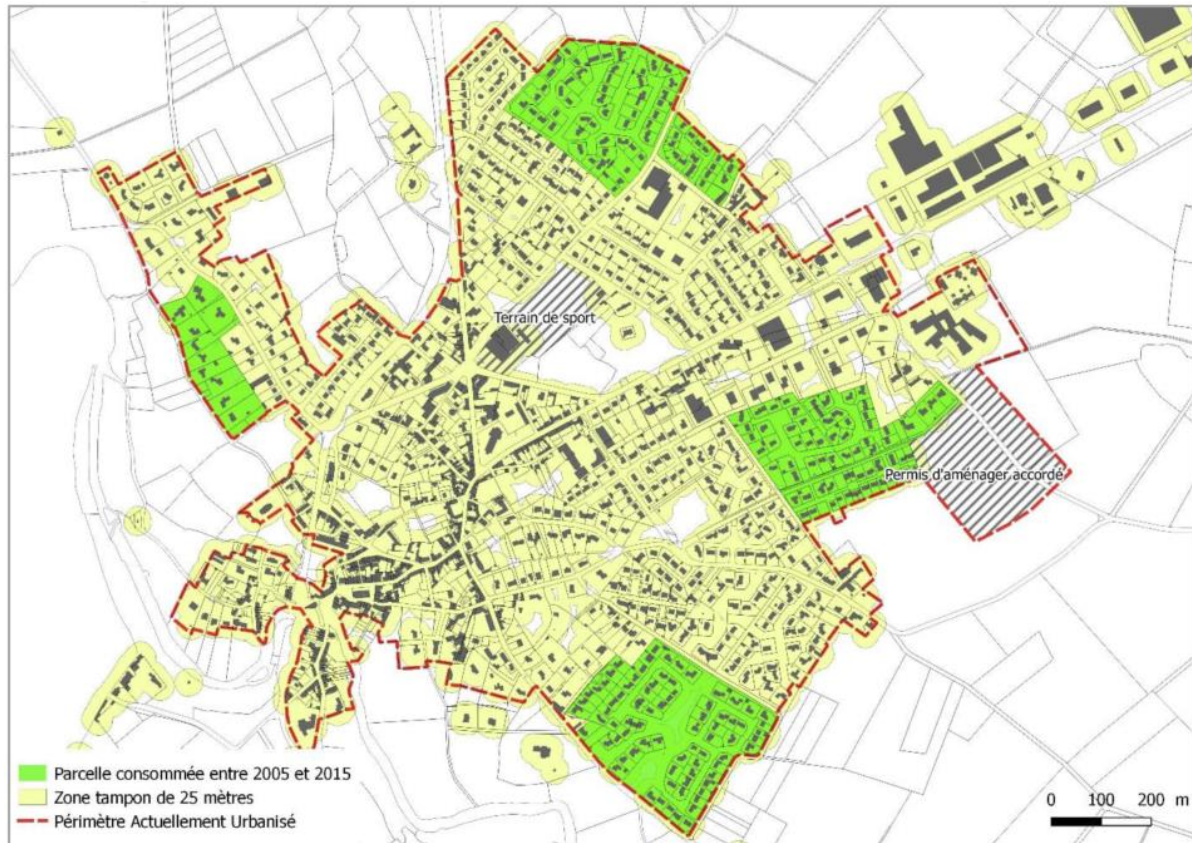 Terrain de sport
Permis d'aménager accordé
Parcelle consommée entre 2005 et 2015
Zone tampon de 25 mètres
Périmètre Actuellement Urbanisé
0 100 200 m